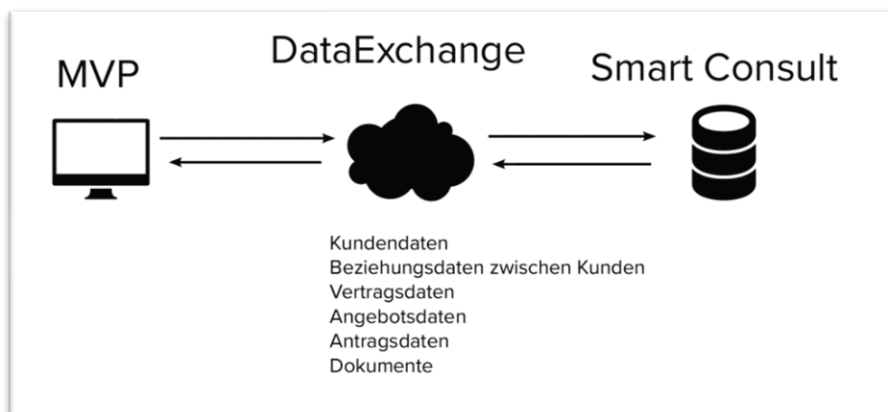 MVP
DataExchange
Smart Consult
Kundendaten
Beziehungsdaten zwischen Kunden
Vertragsdaten
Angebotsdaten
Antragsdaten
Dokumente